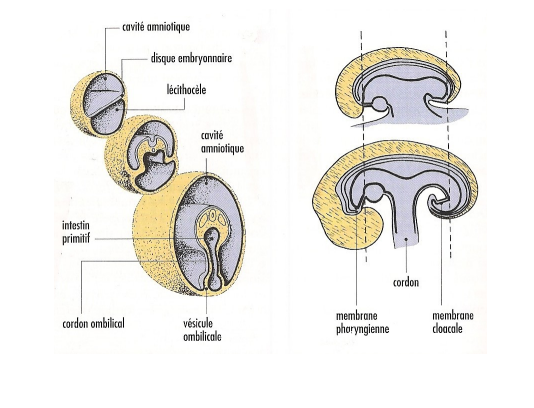 cavité amniotique
disque embryonnaire
lécithocèle
cavité
amniotique
intestin
primitif
cordon ombilical
vésicule
ombilicale
cordon
membrane
pharyngienne
membrane
cloacale